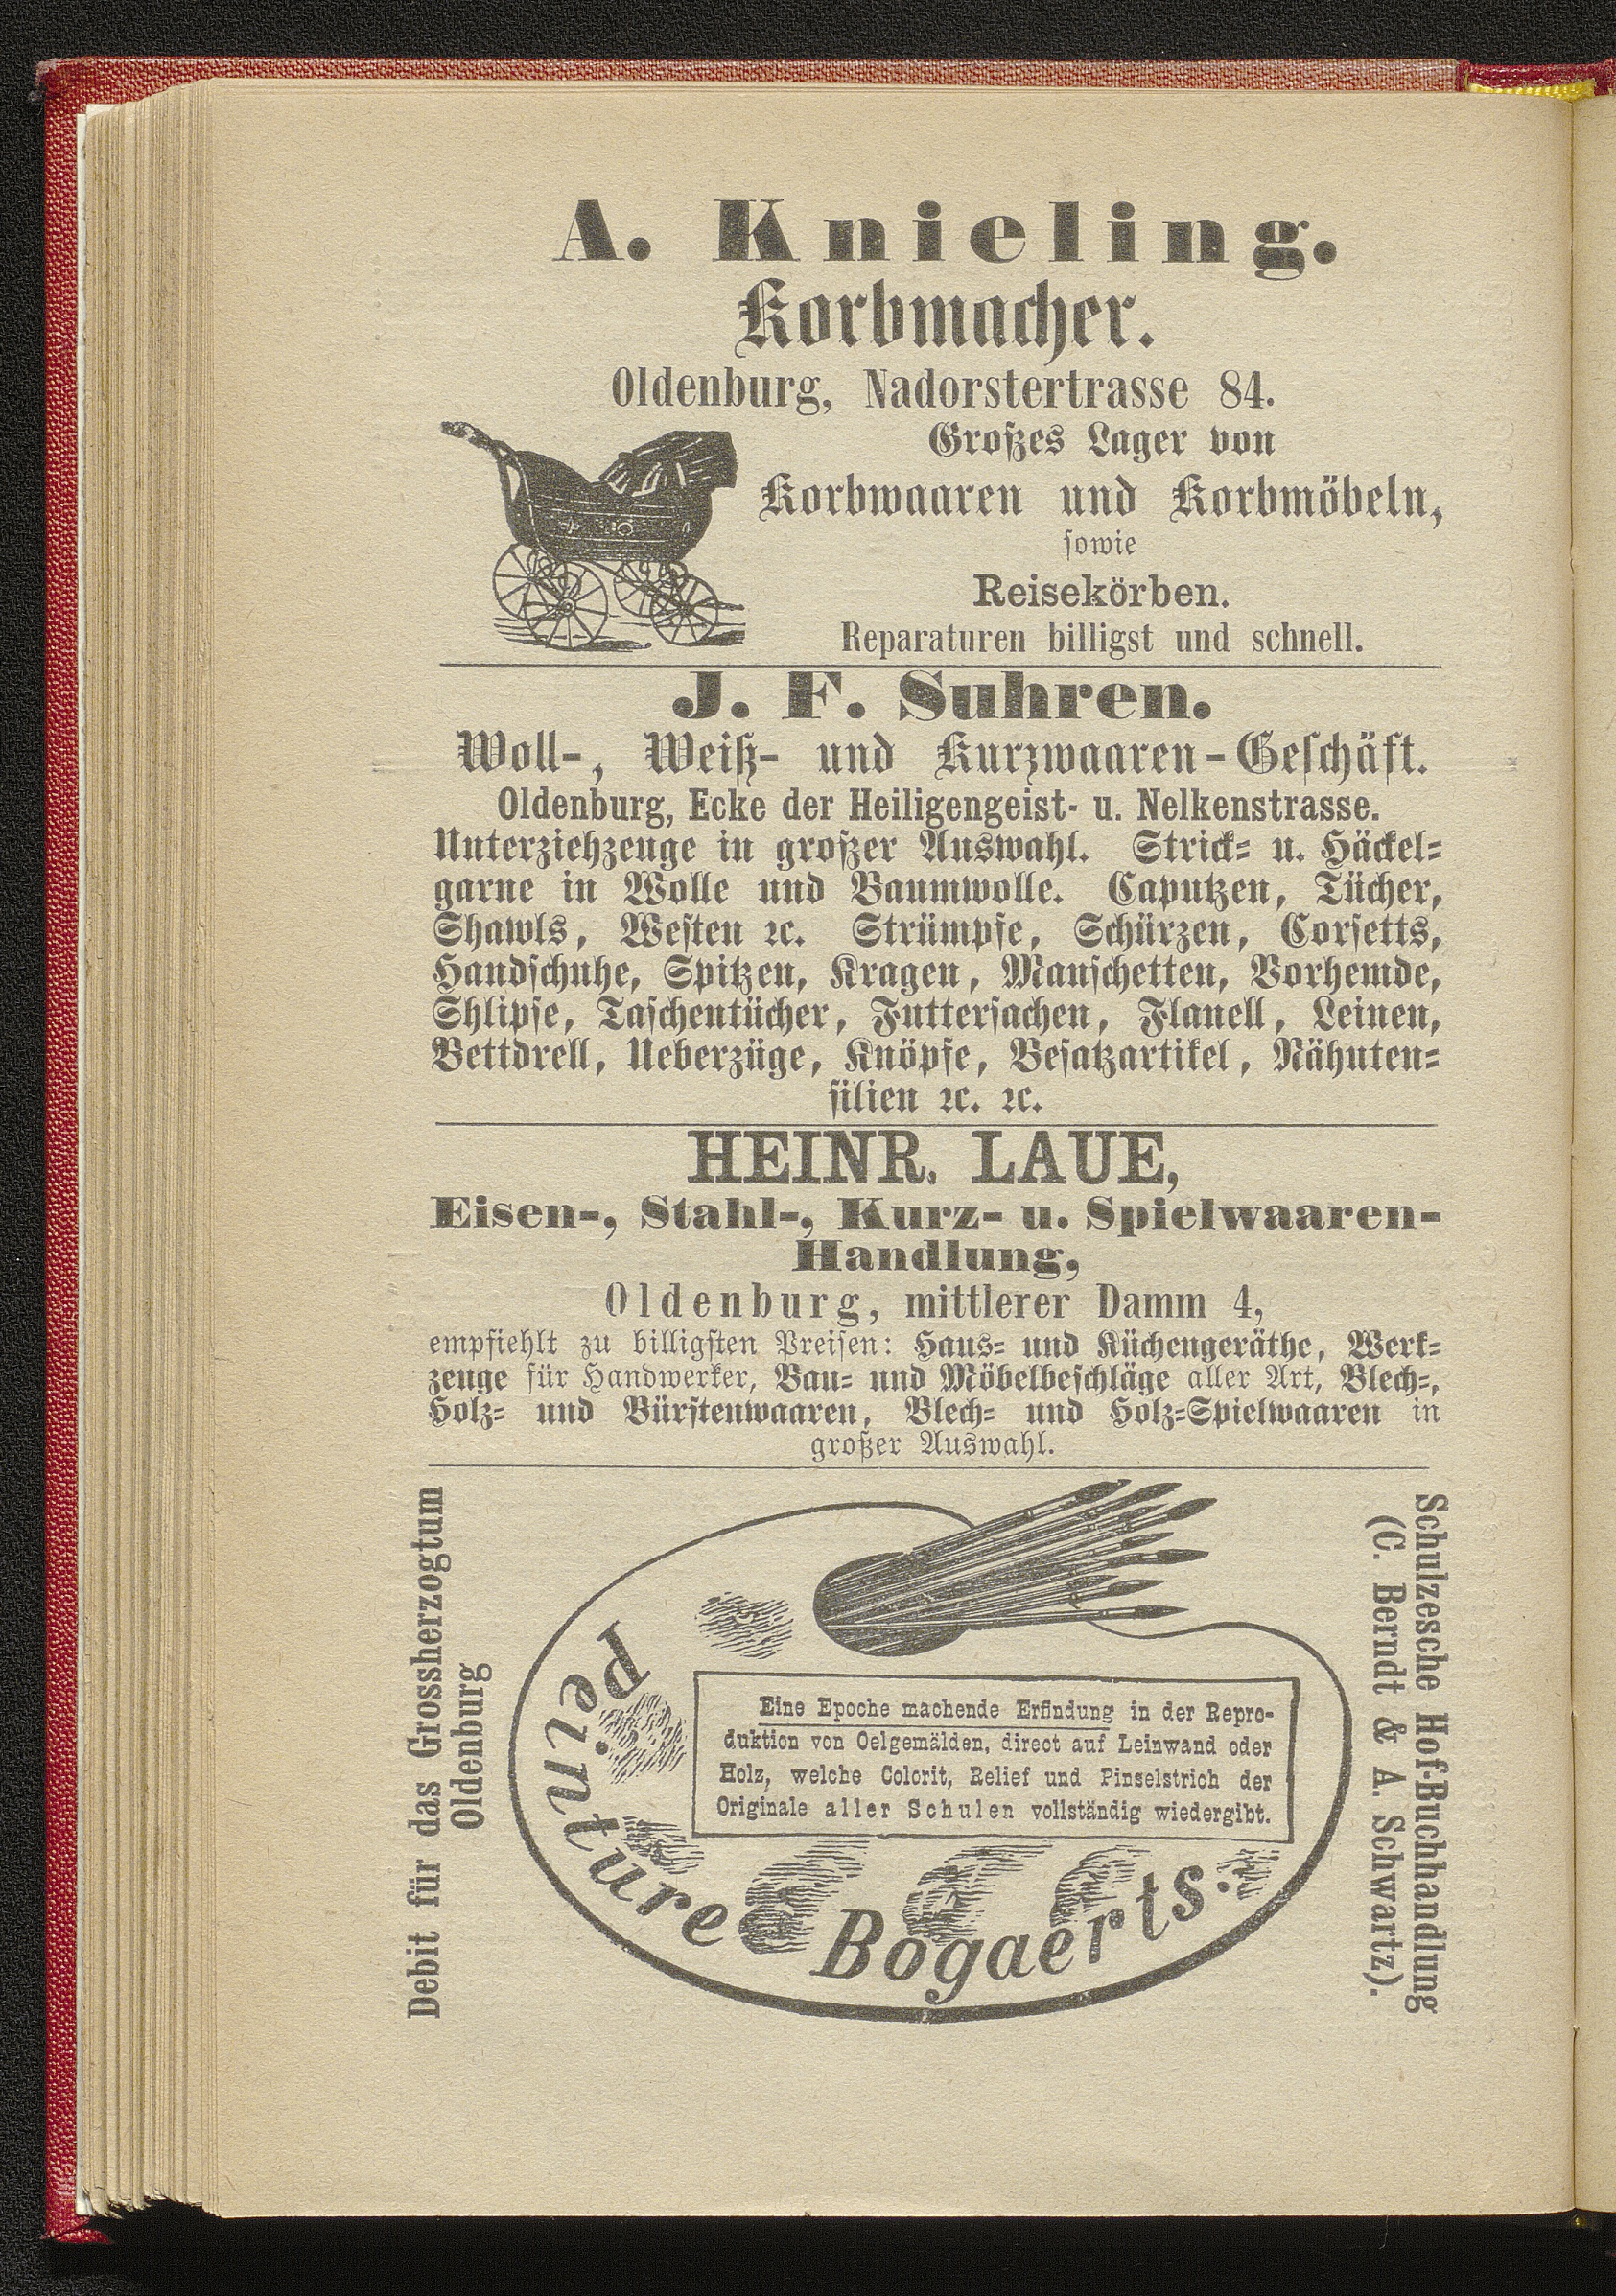 A. Knieling.
Korbmacher.
Oldenburg, Nadorstertrasse 84.
Großes Lager von
Korbwaaren und Korbmöbeln,
sowie
Reisekörben.
Reparaturen billigst und schnell.
J. F. Suhren.
Woll-, Weiß- und Kurzwaaren-Geschäft.
Oldenburg, Ecke der Heiligengeist- u. Nelkenstrasse.
Unterziehzeuge in großer Auswahl. Strick- u. Häckel-
garne in Wolle und Baumwolle. Caputzen, Tücher,
Shawls, Westen ꝛc. Strümpfe, Schürzen, Corsetts,
Handschuhe, Spitzen, Kragen, Manschetten, Vorhemde,
Shlipse, Taschentücher, Futtersachen, Flanell, Leinen,
Bettdrell, Ueberzüge, Knöpfe, Besatzartikel, Nähuten-
silien ꝛc. ꝛc.
HEINR. LAUE,
Eisen-, Stahl-, Kurz- u. Spielwaaren-
Handlung,
Oldenburg, mittlerer Damm 4,
empfiehlt zu billigsten Preisen: Haus- und Küchengeräthe, Werk-
zeuge für Handwerker, Bau- und Möbelbeschläge aller Art, Blech-,
Holz- und Bürstenwaaren, Blech- und Holz-Spielwaaren in
großer Auswahl.
Debit für das Grossherzogtum
Oldenburg
Peinture Bogaerts.
Eine Epoche machende Erfindung in der Repro-
duktion von Oelgemälden, direct auf Leinwand oder
Holz, welche Colorit, Relief und Pinselstrich der
Originale aller Schulen vollständig wiedergibt.
Schulzesche Hof-Buchhandlung
(C. Berndt & A. Schwartz).